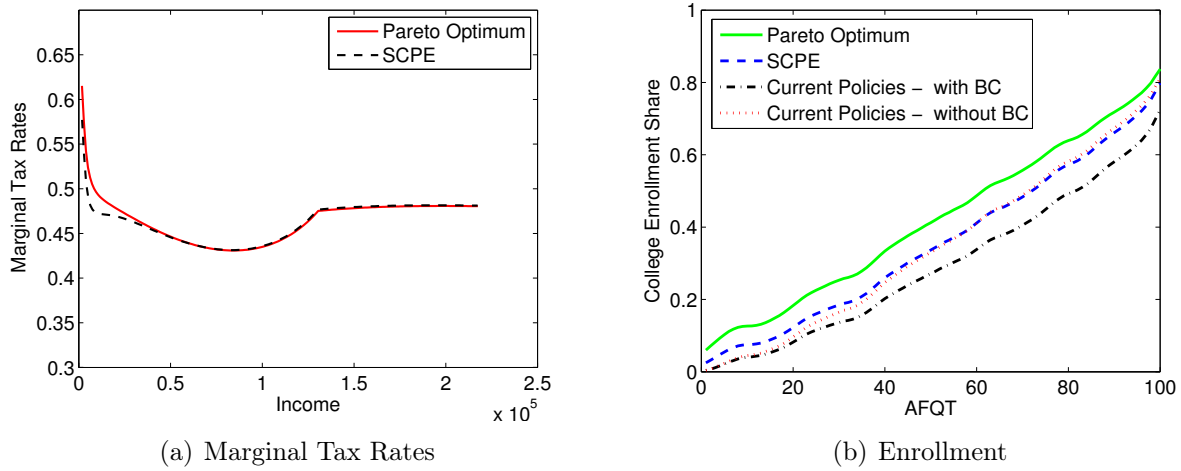 Pareto Optimum
SCPE
0.65
0.6
0.55
0.5
0.45
0.4
0.35
0.3
Marginal Tax Rates
0 0.5 1 1.5 2 2.5
x 10^5
Income
(a) Marginal Tax Rates
Pareto Optimum
SCPE
Current Policies − with BC
Current Policies − without BC
1
0.8
0.6
0.4
0.2
0
College Enrollment Share
0 20 40 60 80 100
AFQT
(b) Enrollment